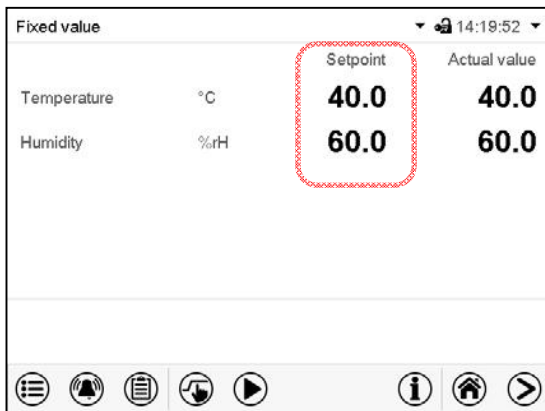 Fixed value 14:19:52
Setpoint Actual value
Temperature °C 40.0 40.0
Humidity %rH 60.0 60.0